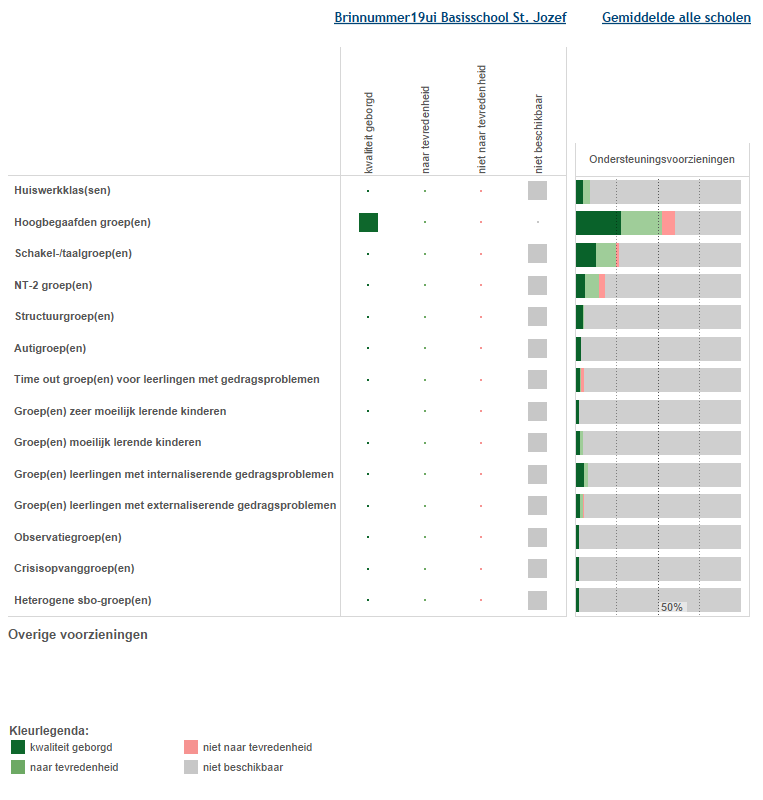 Brinnummer19ui Basisschool St. Jozef
Gemiddelde alle scholen
kwaliteit geborgd
naar tevredenheid
niet naar tevredenheid
niet beschikbaar
Ondersteuningsvoorzieningen
Huiswerkklas(sen)
Hoogbegaafden groep(en)
Schakel-/taalgroep(en)
NT-2 groep(en)
Structuurgroep(en)
Autigroep(en)
Time out groep(en) voor leerlingen met gedragsproblemen
Groep(en) zeer moeilijk lerende kinderen
Groep(en) moeilijk lerende kinderen
Groep(en) leerlingen met internaliserende gedragsproblemen
Groep(en) leerlingen met externaliserende gedragsproblemen
Observatiegroep(en)
Crisisopvanggroep(en)
Heterogene sbo-groep(en)
50%
Overige voorzieningen
Kleurlegenda:
kwaliteit geborgd
niet naar tevredenheid
naar tevredenheid
niet beschikbaar